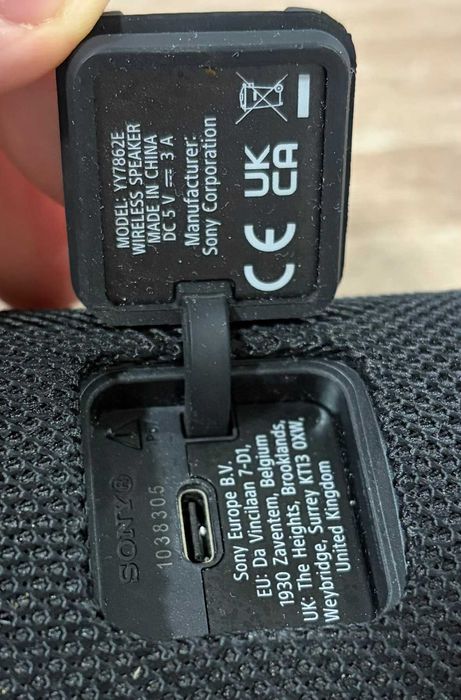 MODEL: YY7862E
WIRELESS SPEAKER
MADE IN CHINA
DC 5 V ⎓ 3 A
Manufacturer:
Sony Corporation
CE
UK
CA
SONY
1038305
Sony Europe B.V.
EU: Da Vincilaan 7-D1,
1930 Zaventem, Belgium
UK: The Heights, Brooklands,
Weybridge, Surrey KT13 0XW,
United Kingdom